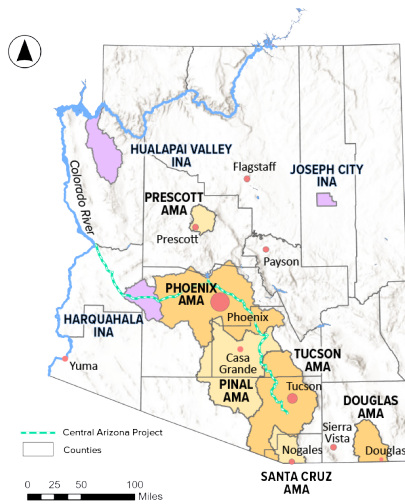 HUALAPAI VALLEY
INA
Flagstaff
JOSEPH CITY
INA
Colorado River
PRESCOTT
AMA
Prescott
Payson
PHOENIX
AMA
Phoenix
HARQUAHALA
INA
Casa
Grande
TUCSON
AMA
Yuma
PINAL
AMA
Tucson
DOUGLAS
AMA
Sierra
Vista
Nogales
Douglas
SANTA CRUZ
AMA
Central Arizona Project
Counties
0 25 50 100
Miles